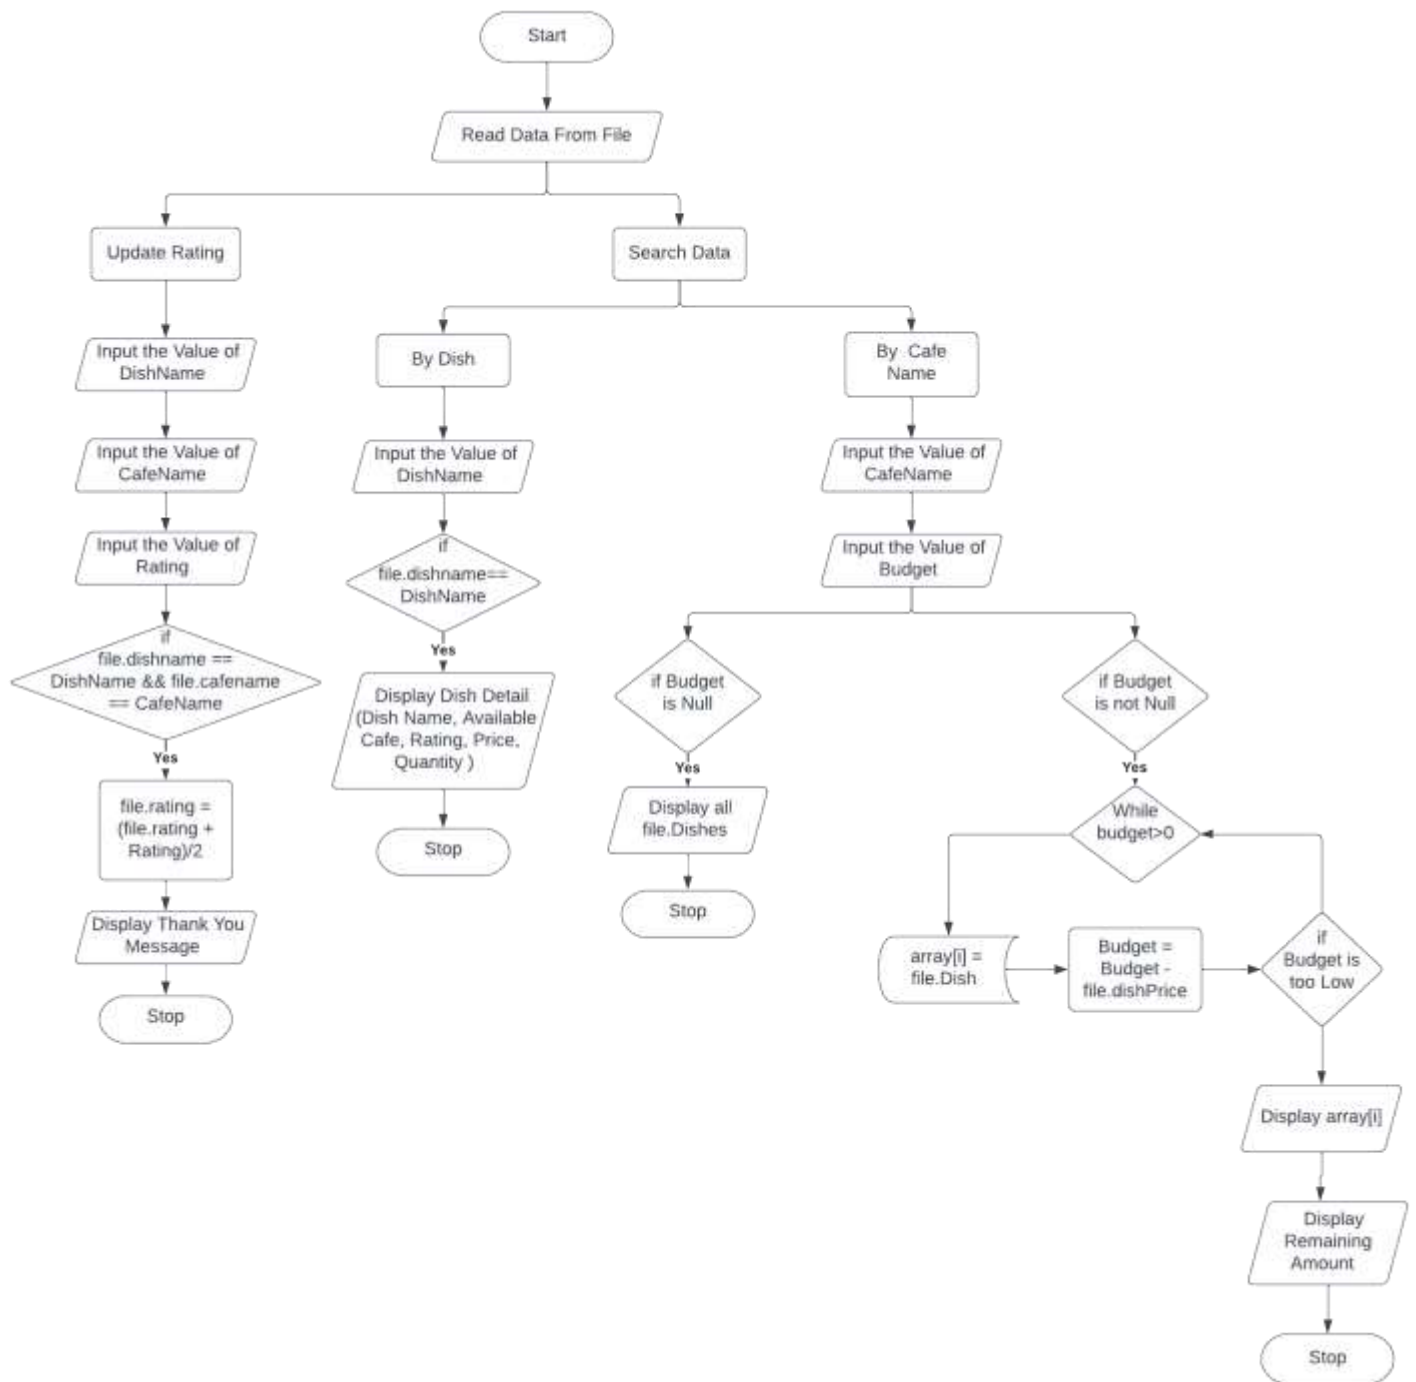 Start
Read Data From File
Update Rating
Search Data
Input the Value of
DishName
Input the Value of
CafeName
Input the Value of
Rating
if
file.dishname ==
DishName && file.cafename
== CafeName
Yes
file.rating =
(file.rating +
Rating)/2
Display Thank You
Message
Stop
By Dish
Input the Value of
DishName
if
file.dishname==
DishName
Yes
Display Dish Detail
(Dish Name, Available
Cafe, Rating, Price,
Quantity )
Stop
By Cafe
Name
Input the Value of
CafeName
Input the Value of
Budget
if Budget
is Null
Yes
Display all
file.Dishes
Stop
if Budget
is not Null
Yes
While
budget>0
array[i] =
file.Dish
Budget =
Budget -
file.dishPrice
if
Budget is
too Low
Display array[i]
Display
Remaining
Amount
Stop